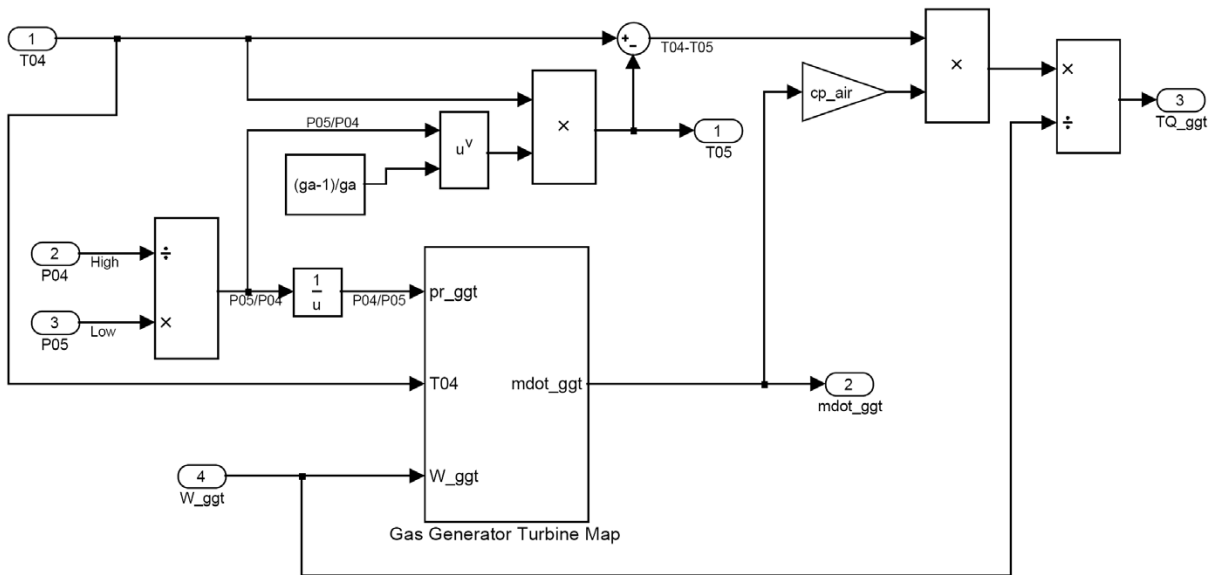 1
T04
+
-
T04-T05
×
cp_air
×
÷
3
TQ_ggt
P05/P04
u^v
×
1
T05
(ga-1)/ga
2
P04
High
÷
×
3
P05
Low
P05/P04
1
u
P04/P05
pr_ggt
T04
mdot_ggt
W_ggt
2
mdot_ggt
4
W_ggt
Gas Generator Turbine Map